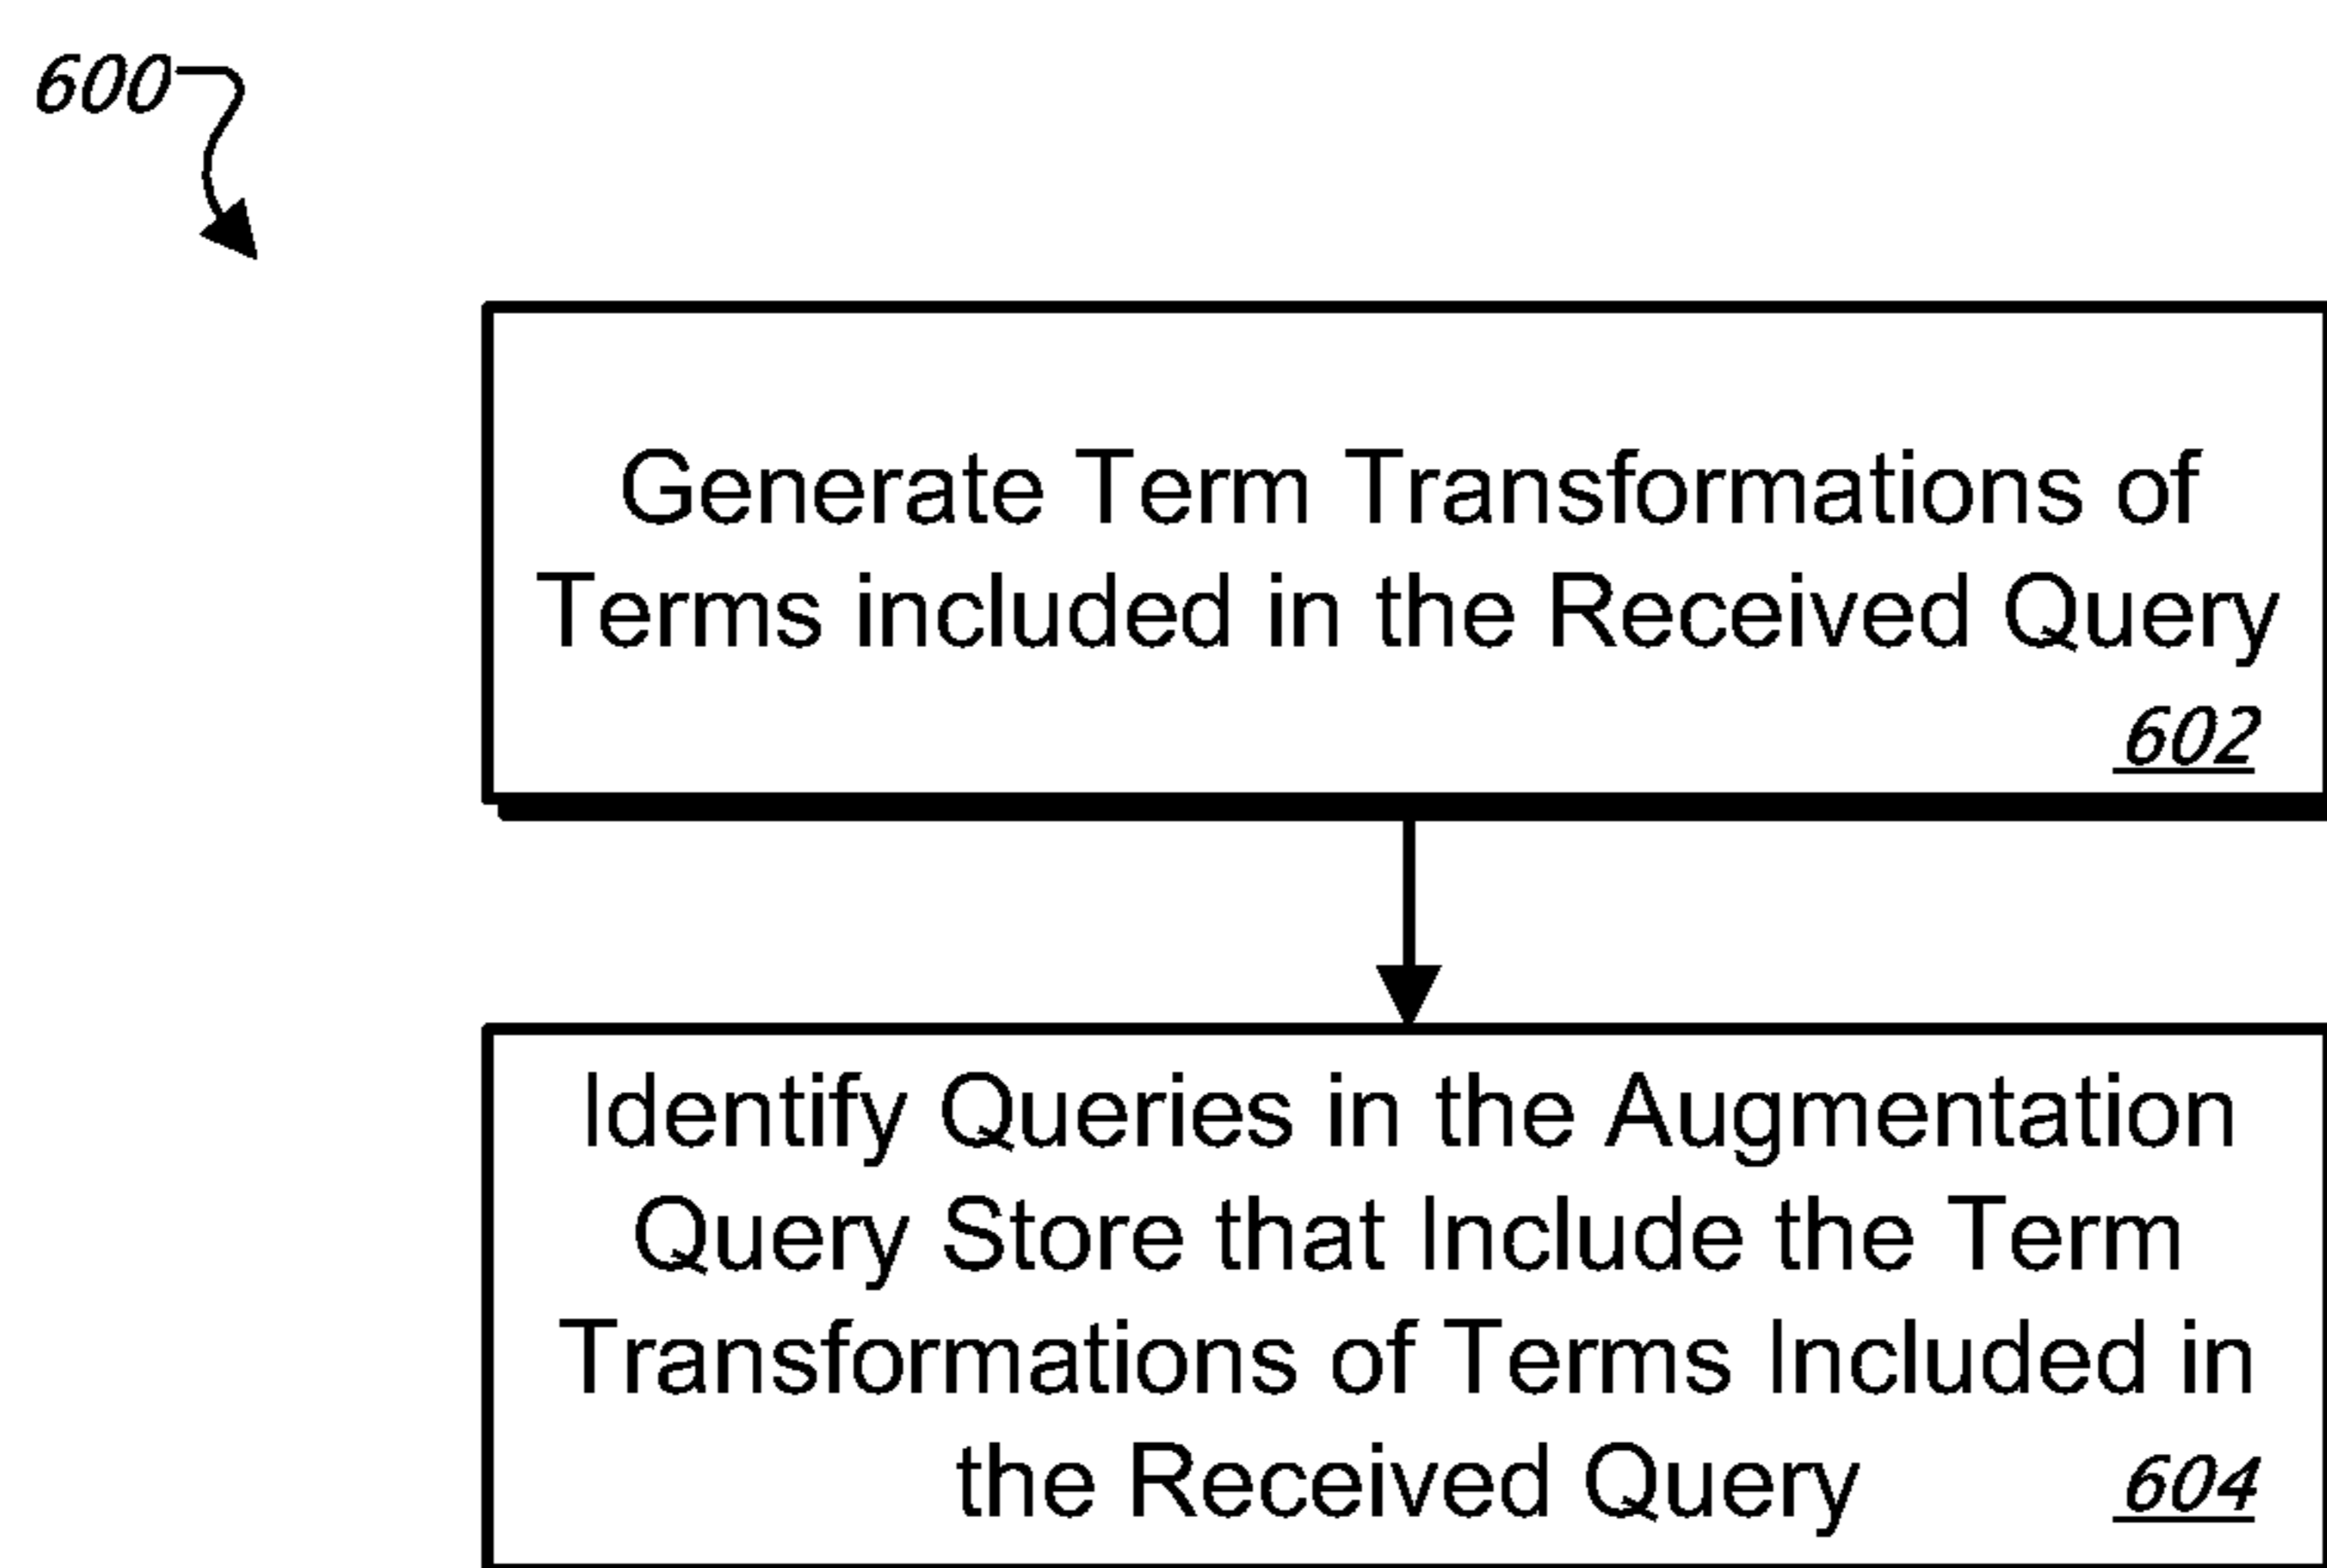 600
Generate Term Transformations of
Terms included in the Received Query
602
Identify Queries in the Augmentation
Query Store that Include the Term
Transformations of Terms Included in
the Received Query 604